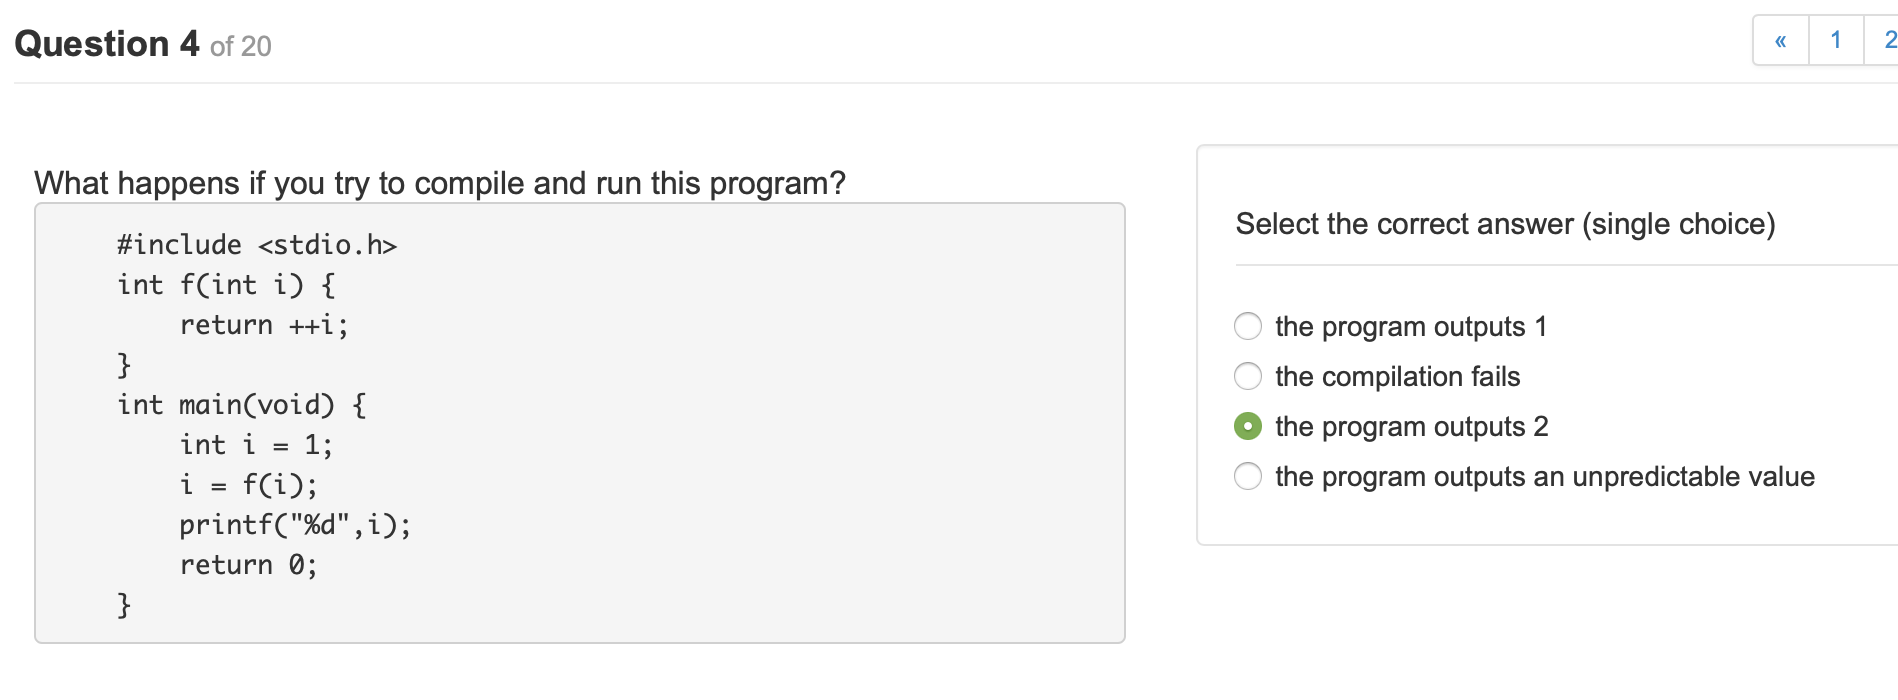 Question 4 of 20
« 1 2
What happens if you try to compile and run this program?
#include <stdio.h>
int f(int i) {
    return ++i;
}
int main(void) {
    int i = 1;
    i = f(i);
    printf("%d",i);
    return 0;
}
Select the correct answer (single choice)
the program outputs 1
the compilation fails
the program outputs 2
the program outputs an unpredictable value